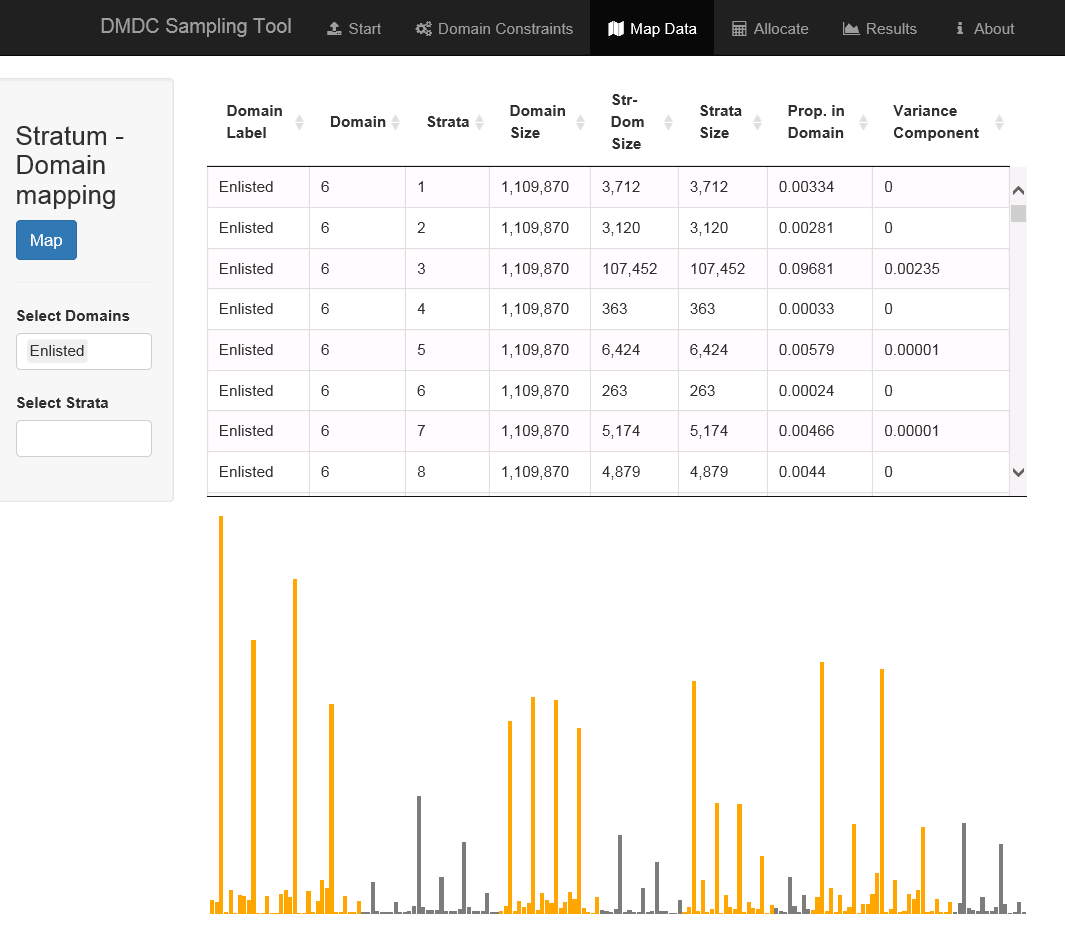 DMDC Sampling Tool Start Domain Constraints Map Data Allocate Results About
Stratum -
Domain
mapping
Map
Select Domains
Enlisted
Select Strata
Domain Label Domain Strata Domain Size Str-Dom Size Strata Size Prop. in Domain Variance Component
Enlisted 6 1 1,109,870 3,712 3,712 0.00334 0
Enlisted 6 2 1,109,870 3,120 3,120 0.00281 0
Enlisted 6 3 1,109,870 107,452 107,452 0.09681 0.00235
Enlisted 6 4 1,109,870 363 363 0.00033 0
Enlisted 6 5 1,109,870 6,424 6,424 0.00579 0.00001
Enlisted 6 6 1,109,870 263 263 0.00024 0
Enlisted 6 7 1,109,870 5,174 5,174 0.00466 0.00001
Enlisted 6 8 1,109,870 4,879 4,879 0.0044 0